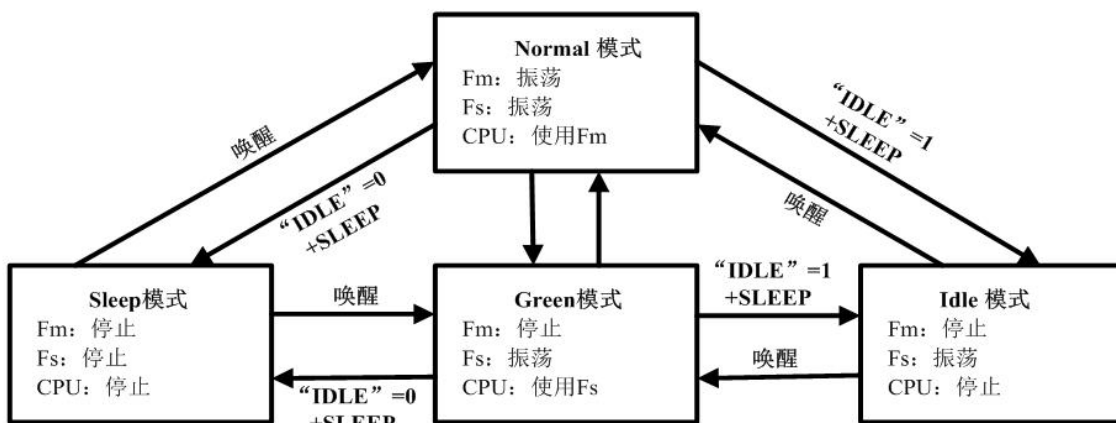 Normal 模式
Fm：振荡
Fs：振荡
CPU：使用Fm
唤醒
“IDLE”=0
+SLEEP
“IDLE”=1
+SLEEP
唤醒
Sleep模式
Fm：停止
Fs：停止
CPU：停止
唤醒
“IDLE”=0
+SLEEP
Green模式
Fm：停止
Fs：振荡
CPU：使用Fs
“IDLE”=1
+SLEEP
唤醒
Idle 模式
Fm：停止
Fs：振荡
CPU：停止